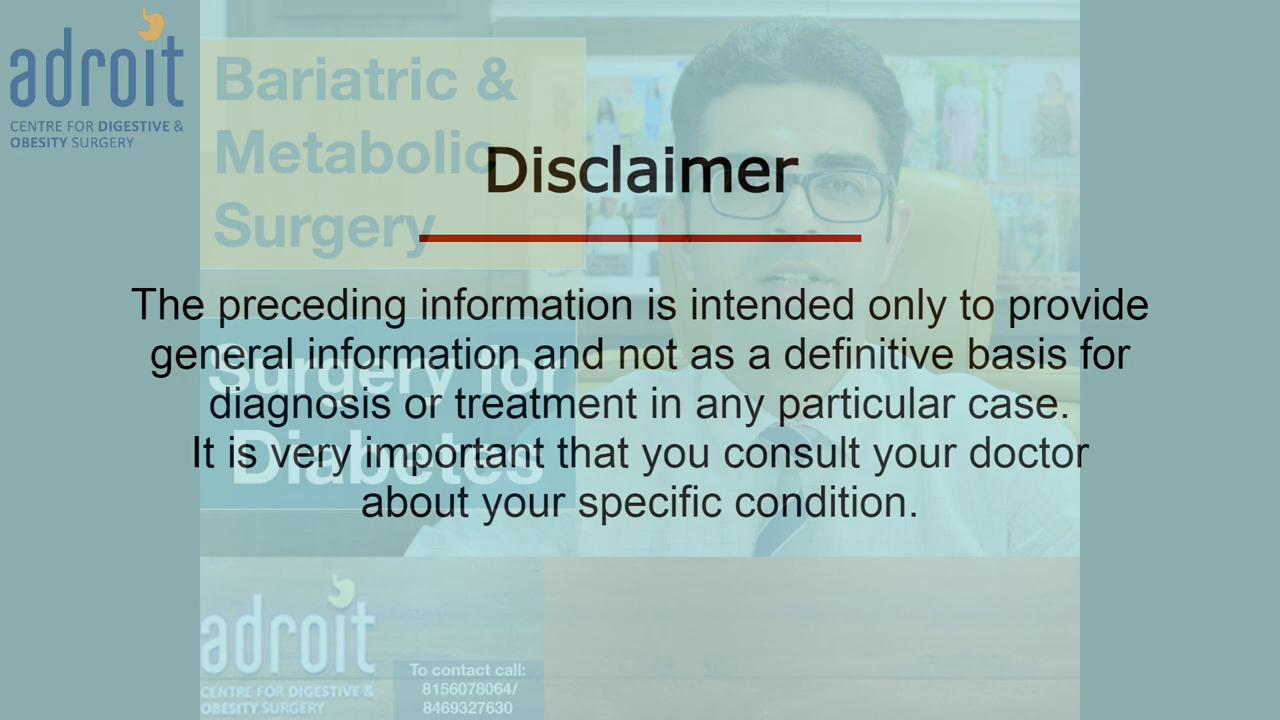 adroit
CENTRE FOR DIGESTIVE &
OBESITY SURGERY
Bariatric &
Metabolic
Surgery
Disclaimer
The preceding information is intended only to provide
general information and not as a definitive basis for
diagnosis or treatment in any particular case.
It is very important that you consult your doctor
about your specific condition.
Surgery for
Diabetes
adroit
CENTRE FOR DIGESTIVE &
OBESITY SURGERY
To contact call:
8156078064/
8469327630